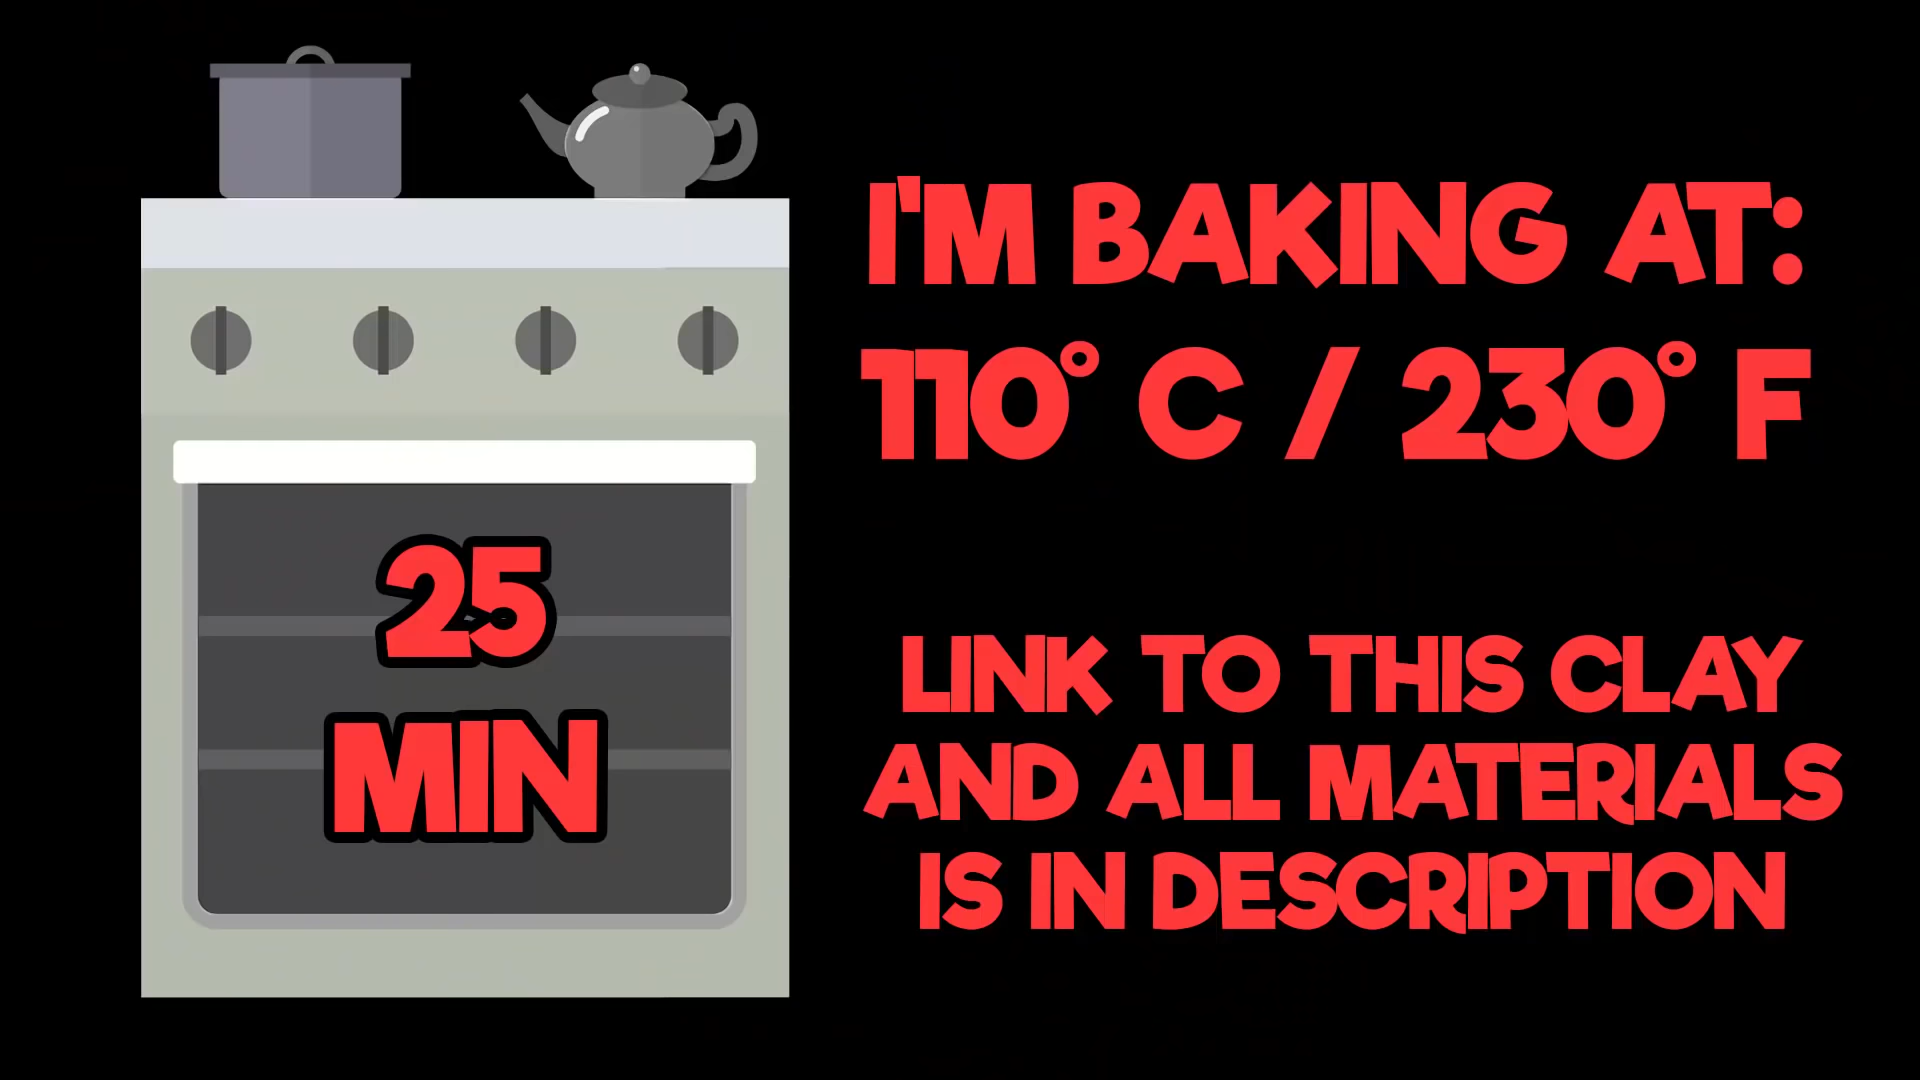 I'M BAKING AT:
110° C / 230° F
25
MIN
LINK TO THIS CLAY
AND ALL MATERIALS
IS IN DESCRIPTION